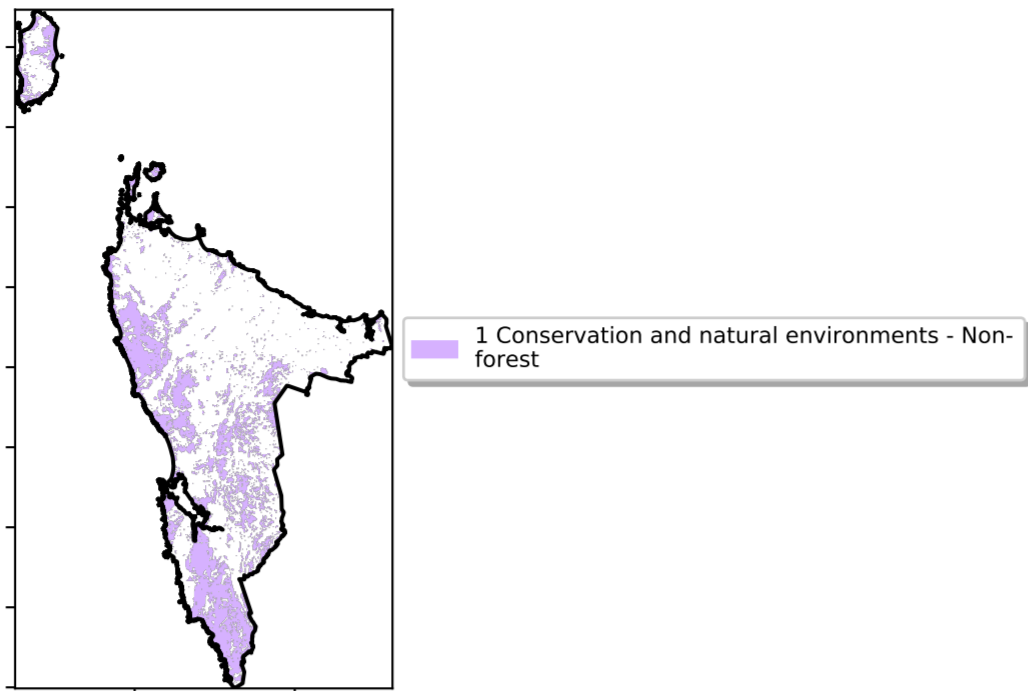 1 Conservation and natural environments - Non-
forest